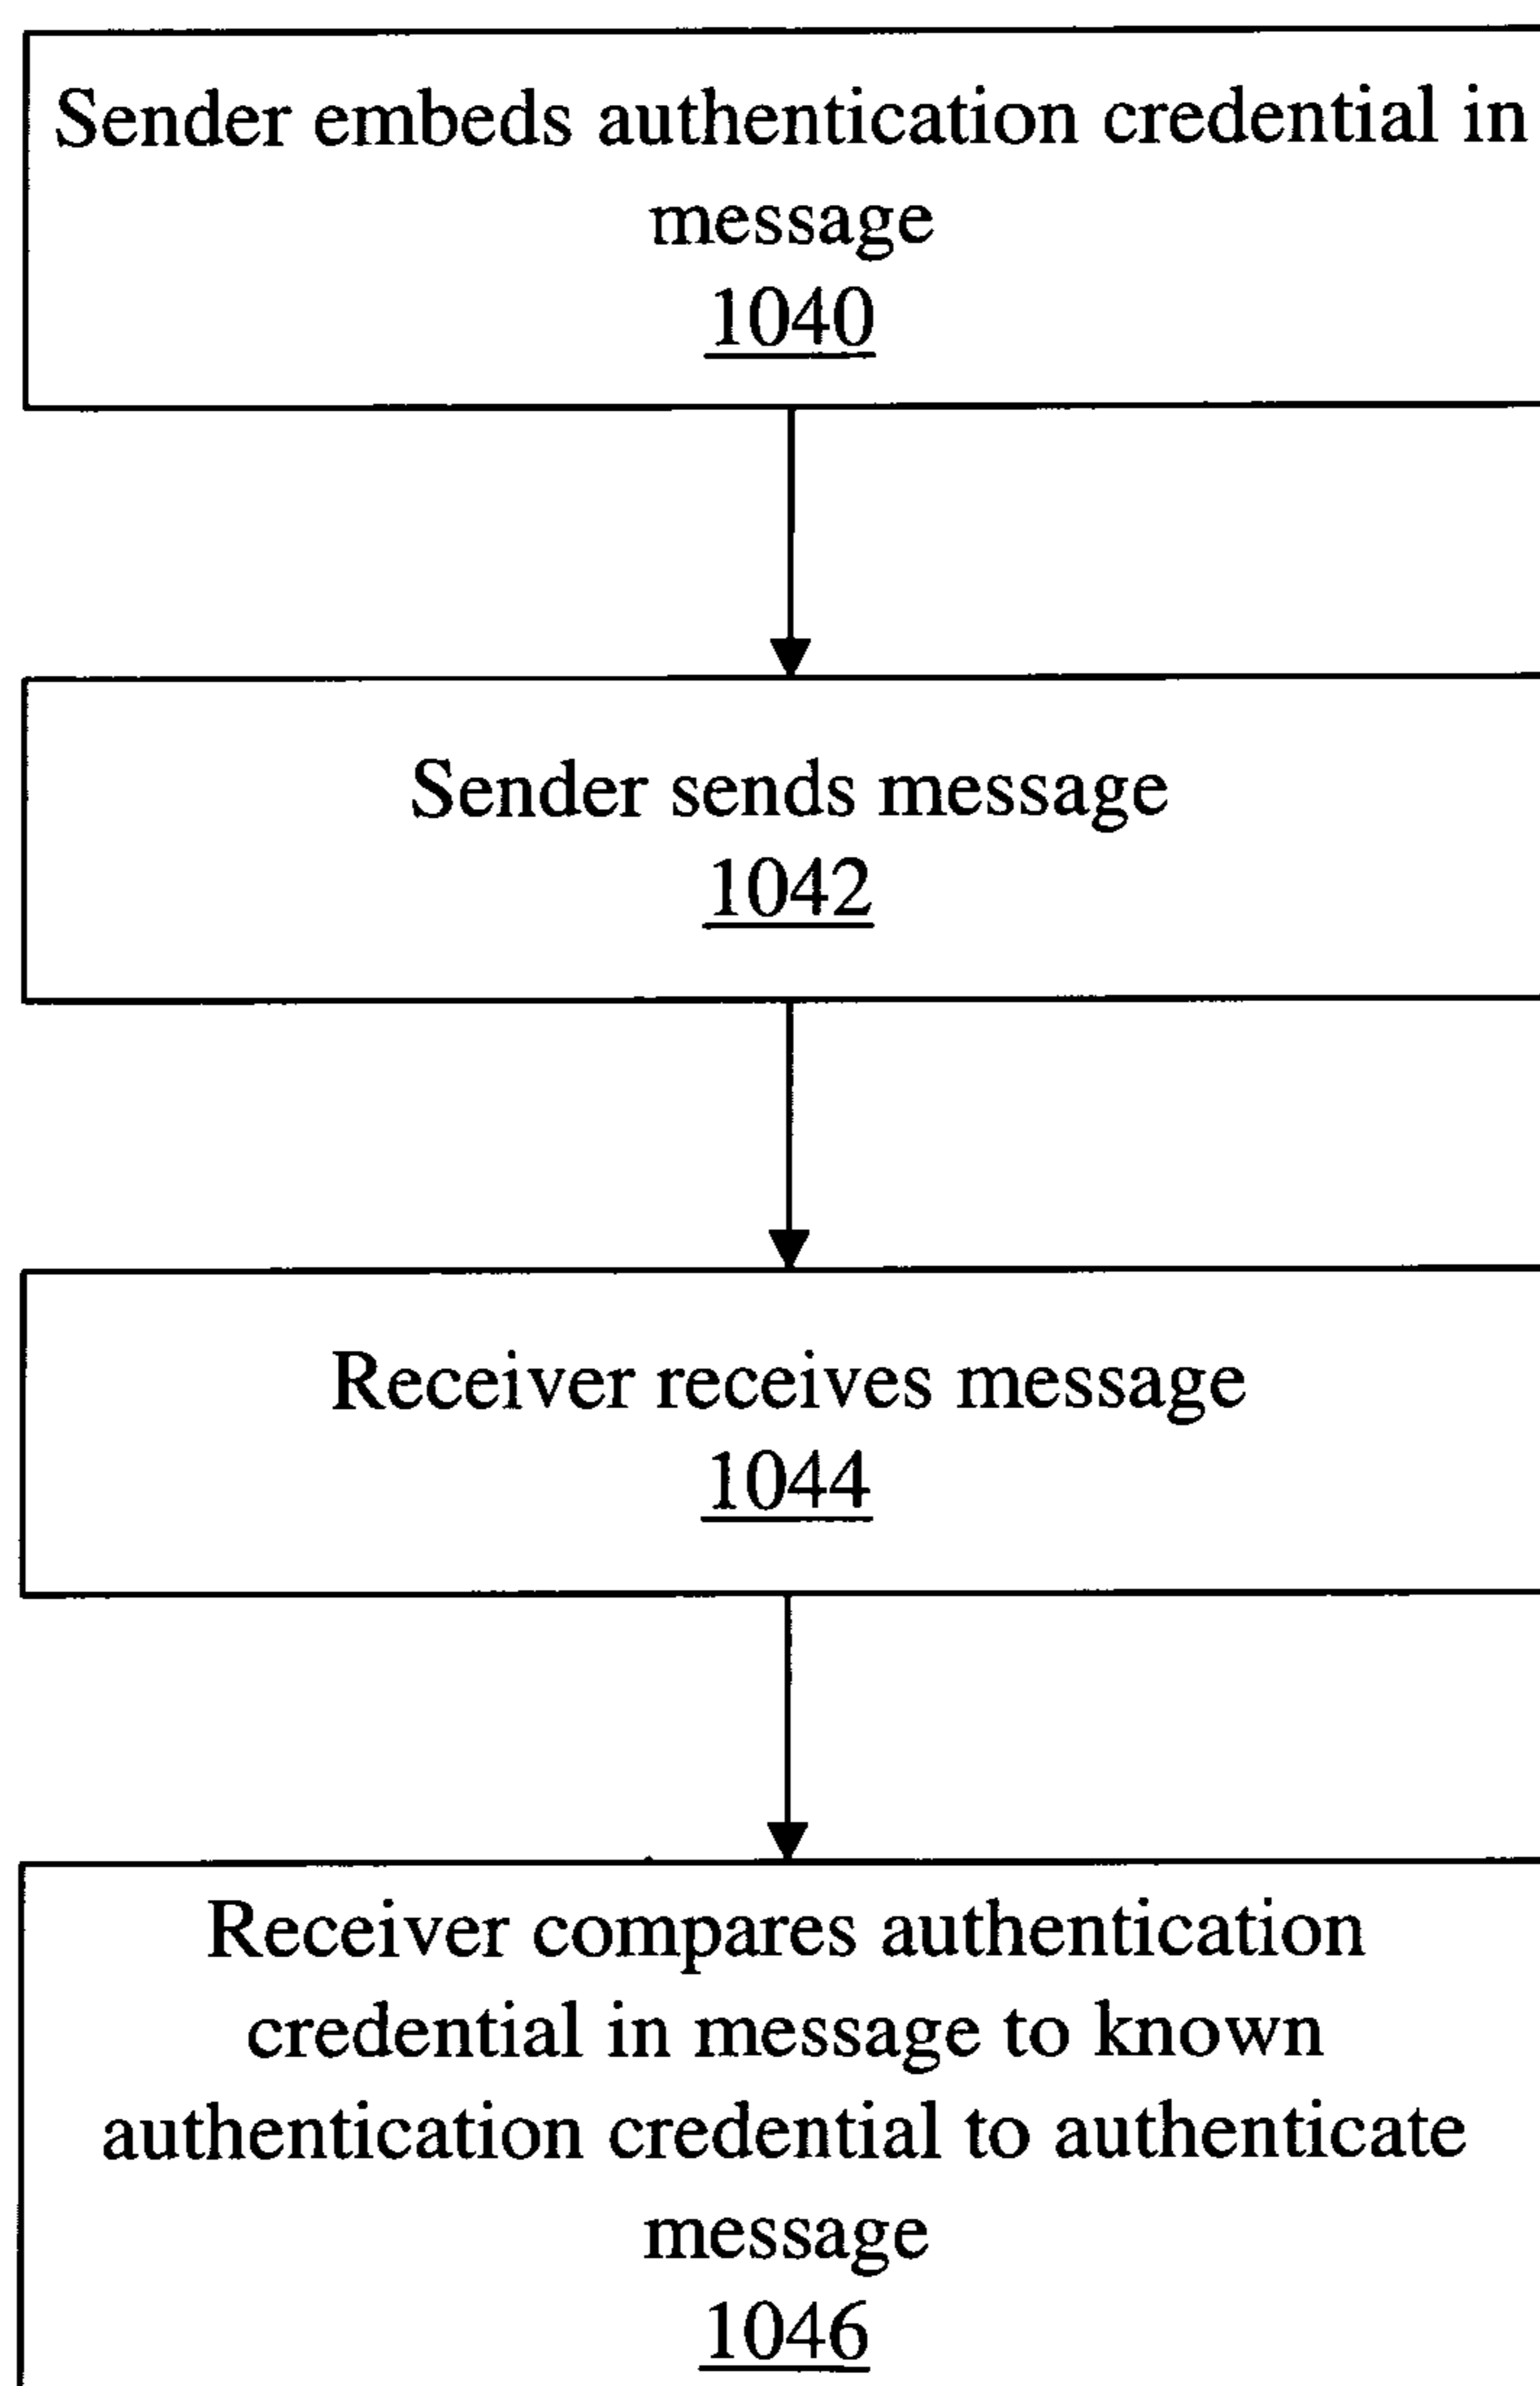 Sender embeds authentication credential in
message
1040
Sender sends message
1042
Receiver receives message
1044
Receiver compares authentication
credential in message to known
authentication credential to authenticate
message
1046